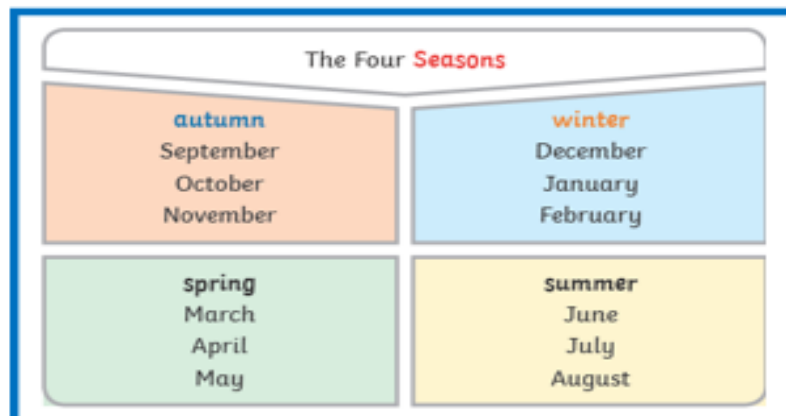 The Four Seasons
autumn
September
October
November
winter
December
January
February
spring
March
April
May
summer
June
July
August